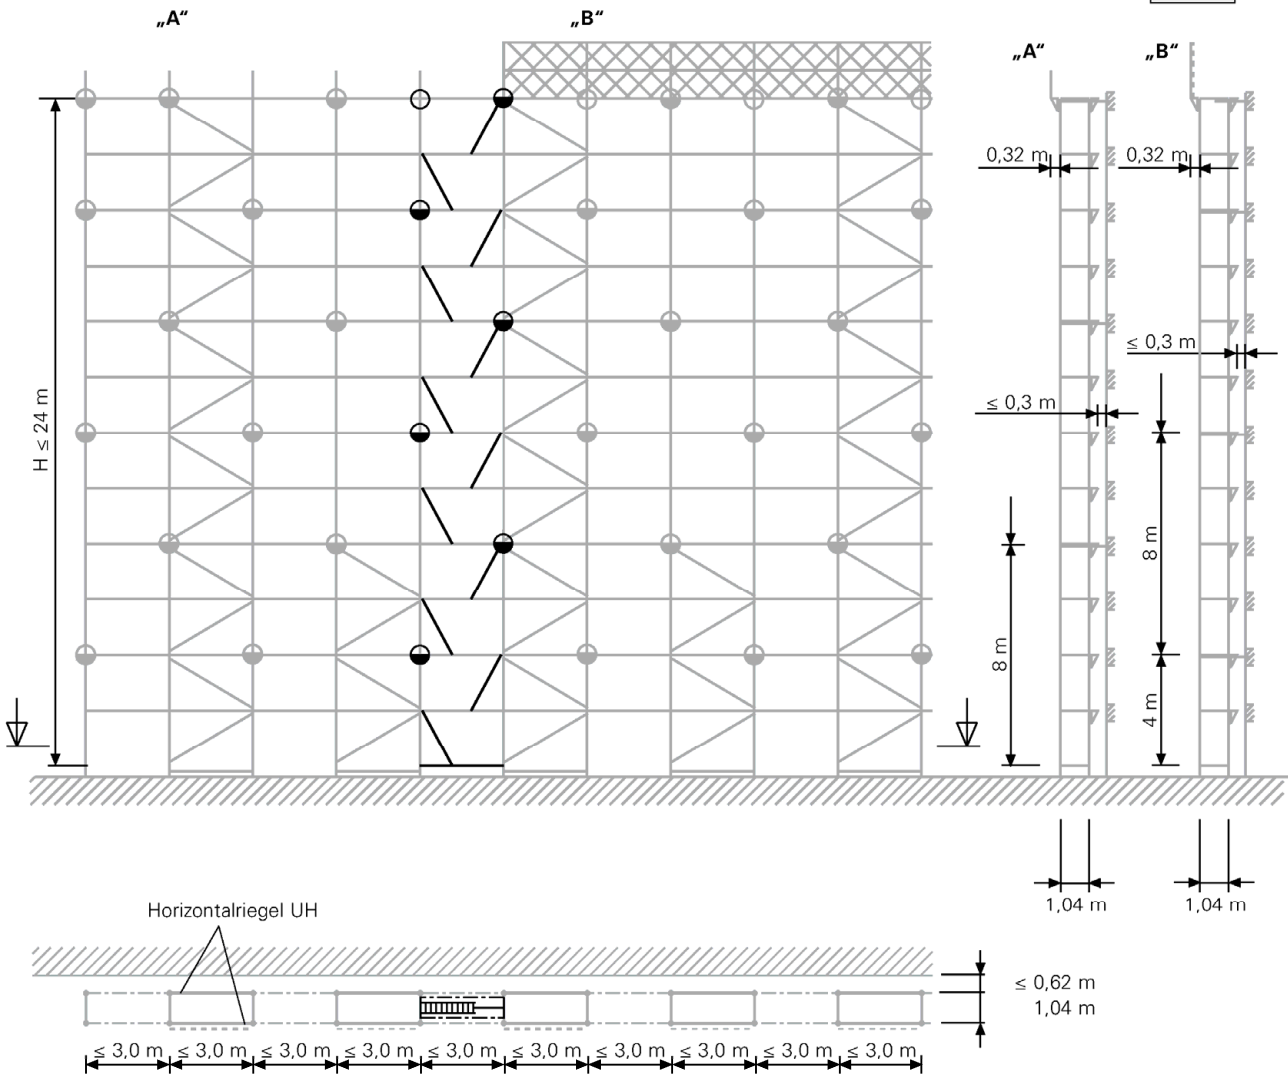 „A“
„B“
„A“
„B“
0,32 m
0,32 m
≤ 0,3 m
≤ 0,3 m
H ≤ 24 m
8 m
8 m
4 m
1,04 m
1,04 m
Horizontalriegel UH
≤ 0,62 m
1,04 m
≤ 3,0 m ≤ 3,0 m ≤ 3,0 m ≤ 3,0 m ≤ 3,0 m ≤ 3,0 m ≤ 3,0 m ≤ 3,0 m ≤ 3,0 m ≤ 3,0 m